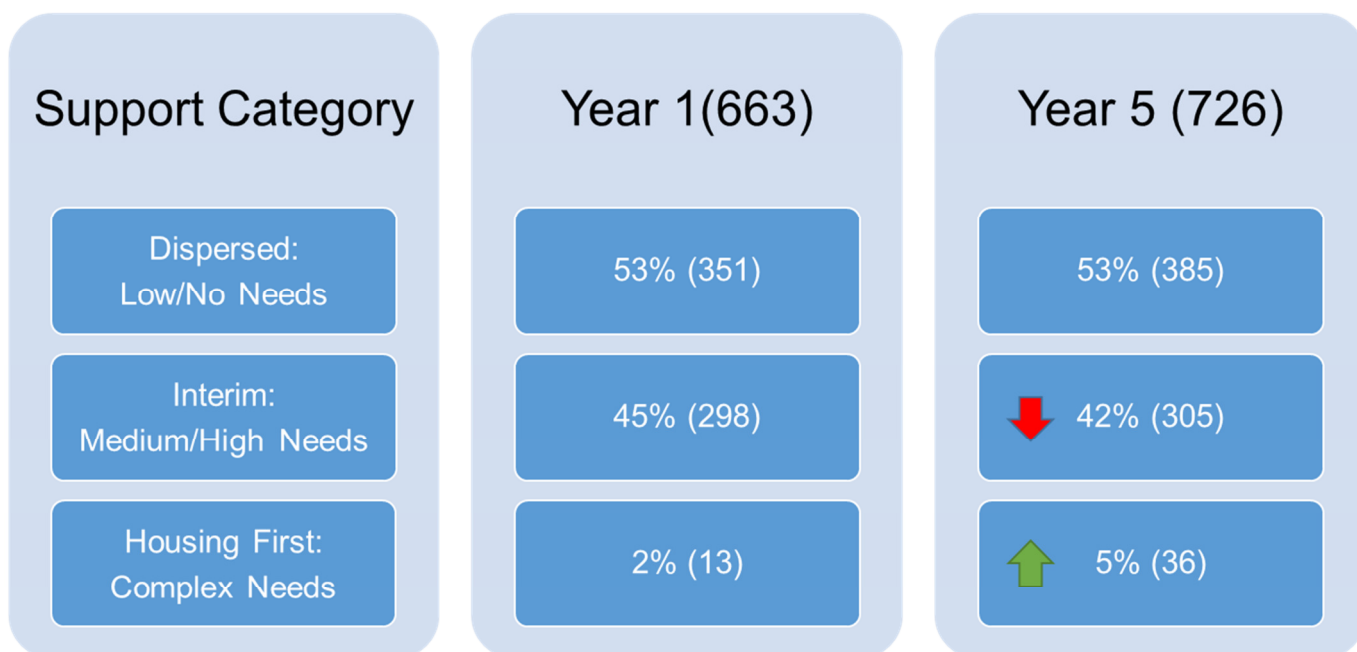 Support Category
Year 1(663)
Year 5 (726)
Dispersed:
Low/No Needs
53% (351)
53% (385)
Interim:
Medium/High Needs
45% (298)
42% (305)
Housing First:
Complex Needs
2% (13)
5% (36)